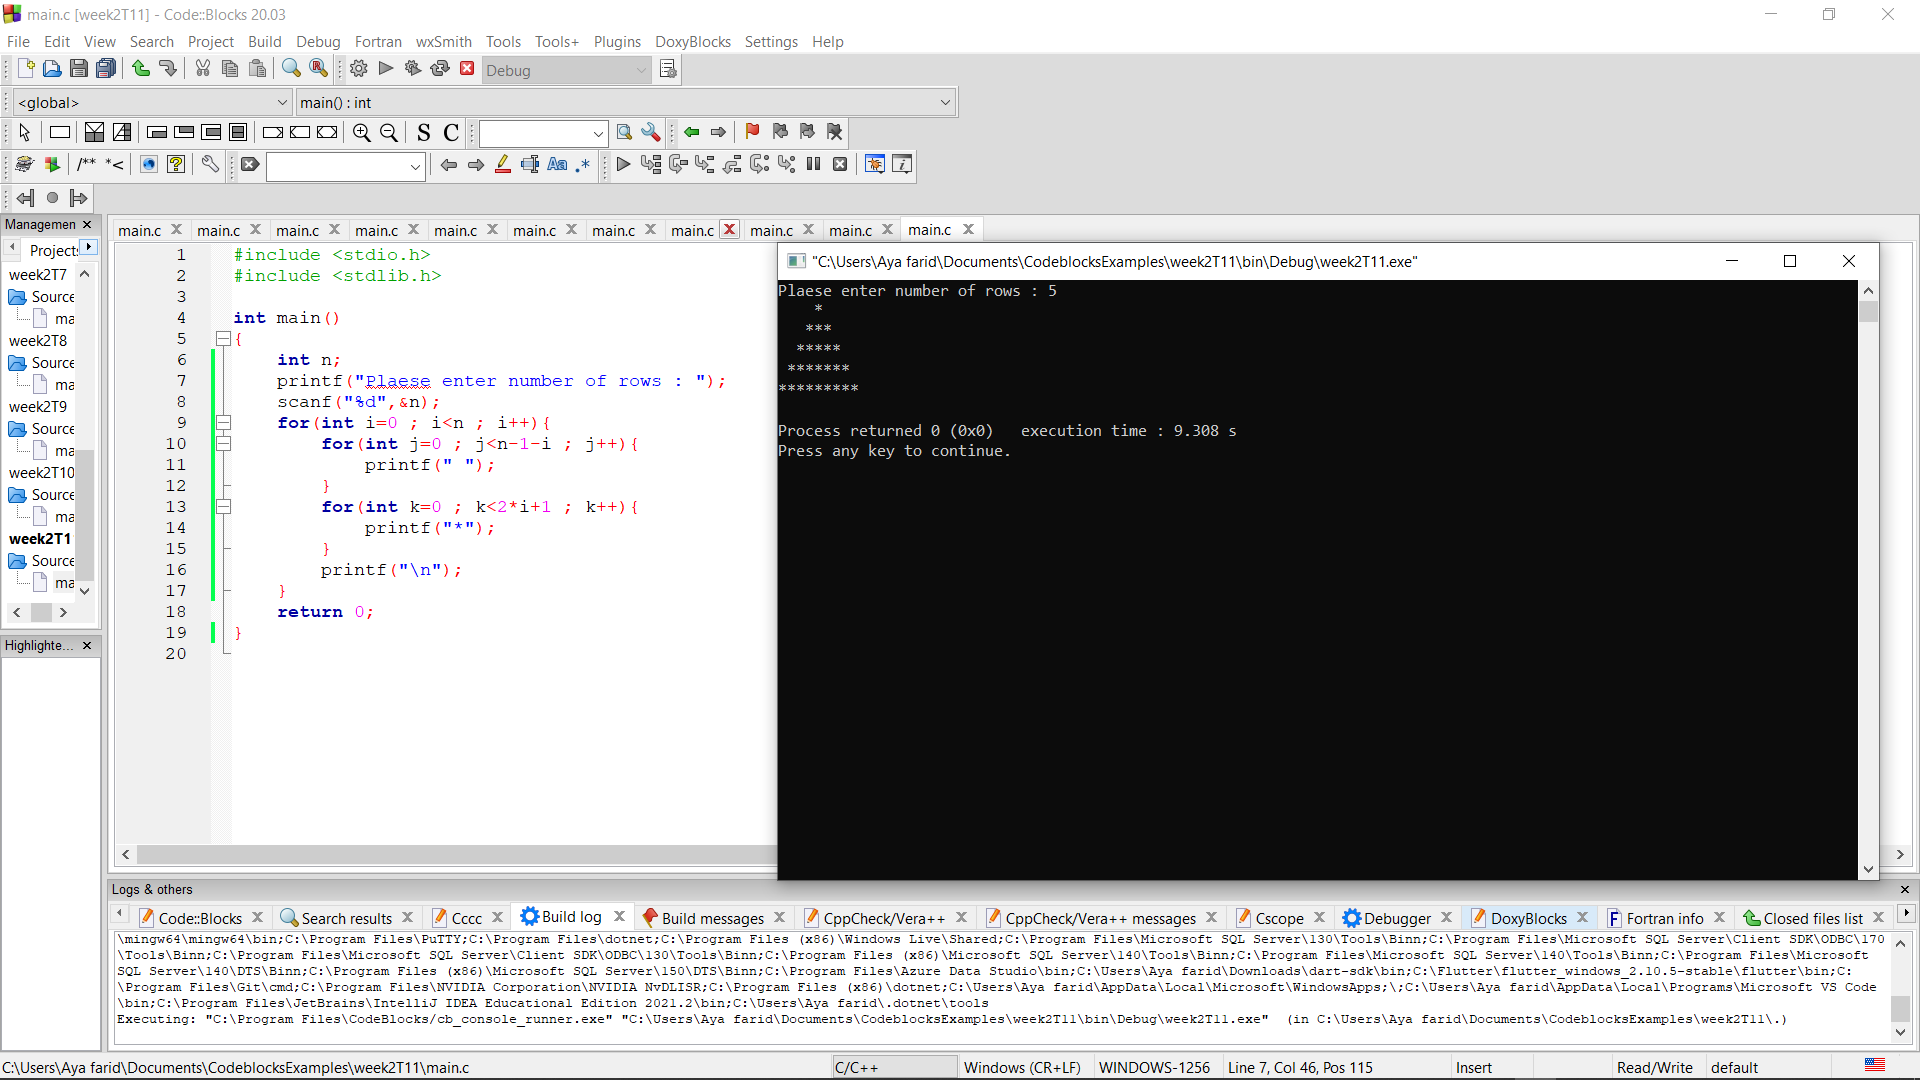 main.c [week2T11] - Code::Blocks 20.03
File Edit View Search Project Build Debug Fortran wxSmith Tools Tools+ Plugins DoxyBlocks Settings Help
Debug
<global> main() : int
S C
/** *<
Aa .*
Managemen
main.c main.c main.c main.c main.c main.c main.c main.c main.c main.c main.c
Projects
week2T7
Source
ma
week2T8
Source
ma
week2T9
Source
ma
week2T10
Source
ma
week2T1
Source
ma
Highlighte...
1 #include <stdio.h>
2 #include <stdlib.h>
3
4 int main()
5 {
6 int n;
7 printf("Plaese enter number of rows : ");
8 scanf("%d",&n);
9 for(int i=0 ; i<n ; i++){
10 for(int j=0 ; j<n-1-i ; j++){
11 printf(" ");
12 }
13 for(int k=0 ; k<2*i+1 ; k++){
14 printf("*");
15 }
16 printf("\n");
17 }
18 return 0;
19 }
20
"C:\Users\Aya farid\Documents\CodeblocksExamples\week2T11\bin\Debug\week2T11.exe"
Plaese enter number of rows : 5
    *
   ***
  *****
 *******
*********
Process returned 0 (0x0)   execution time : 9.308 s
Press any key to continue.
Logs & others
Code::Blocks Search results Cccc Build log Build messages CppCheck/Vera++ CppCheck/Vera++ messages Cscope Debugger DoxyBlocks Fortran info Closed files list
\mingw64\mingw64\bin;C:\Program Files\PuTTY;C:\Program Files\dotnet;C:\Program Files (x86)\Windows Live\Shared;C:\Program Files\Microsoft SQL Server\130\Tools\Binn;C:\Program Files\Microsoft SQL Server\Client SDK\ODBC\170
\Tools\Binn;C:\Program Files\Microsoft SQL Server\Client SDK\ODBC\130\Tools\Binn;C:\Program Files (x86)\Microsoft SQL Server\140\Tools\Binn;C:\Program Files\Microsoft SQL Server\140\Tools\Binn;C:\Program Files\Microsoft
SQL Server\140\DTS\Binn;C:\Program Files (x86)\Microsoft SQL Server\150\DTS\Binn;C:\Program Files\Azure Data Studio\bin;C:\Users\Aya farid\Downloads\dart-sdk\bin;C:\Flutter\flutter_windows_2.10.5-stable\flutter\bin;C:
\Program Files\Git\cmd;C:\Program Files\NVIDIA Corporation\NVIDIA NvDLISR;C:\Program Files (x86)\dotnet;C:\Users\Aya farid\AppData\Local\Microsoft\WindowsApps;\;C:\Users\Aya farid\AppData\Local\Programs\Microsoft VS Code
\bin;C:\Program Files\JetBrains\IntelliJ IDEA Educational Edition 2021.2\bin;C:\Users\Aya farid\.dotnet\tools
Executing: "C:\Program Files\CodeBlocks/cb_console_runner.exe" "C:\Users\Aya farid\Documents\CodeblocksExamples\week2T11\bin\Debug\week2T11.exe"  (in C:\Users\Aya farid\Documents\CodeblocksExamples\week2T11\.)
C:\Users\Aya farid\Documents\CodeblocksExamples\week2T11\main.c C/C++ Windows (CR+LF) WINDOWS-1256 Line 7, Col 46, Pos 115 Insert Read/Write default